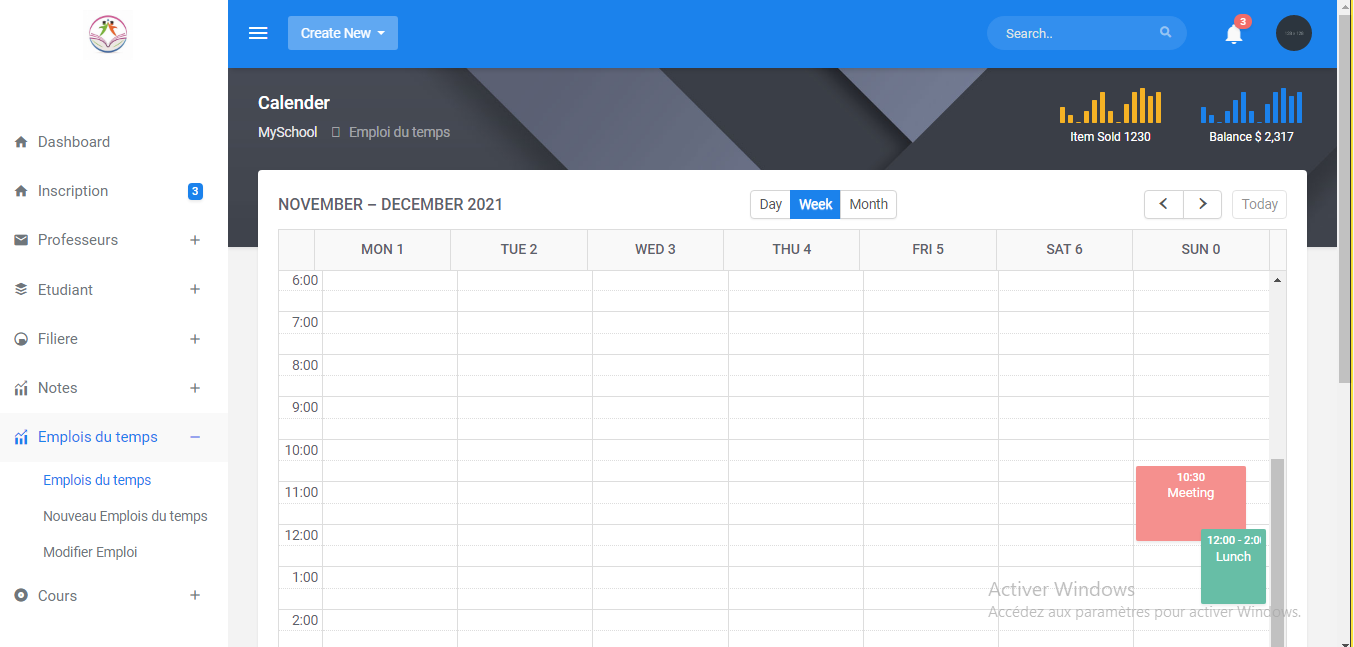 Create New
Search..
3
Calender
MySchool Emploi du temps
Item Sold 1230
Balance $ 2,317
Dashboard
Inscription 3
Professeurs +
Etudiant +
Filiere +
Notes +
Emplois du temps –
Emplois du temps
Nouveau Emplois du temps
Modifier Emploi
Cours +
NOVEMBER – DECEMBER 2021
Day Week Month
Today
MON 1 TUE 2 WED 3 THU 4 FRI 5 SAT 6 SUN 0
6:00
7:00
8:00
9:00
10:00
11:00
12:00
1:00
2:00
10:30
Meeting
12:00 - 2:00
Lunch
Activer Windows
Accédez aux paramètres pour activer Windows.